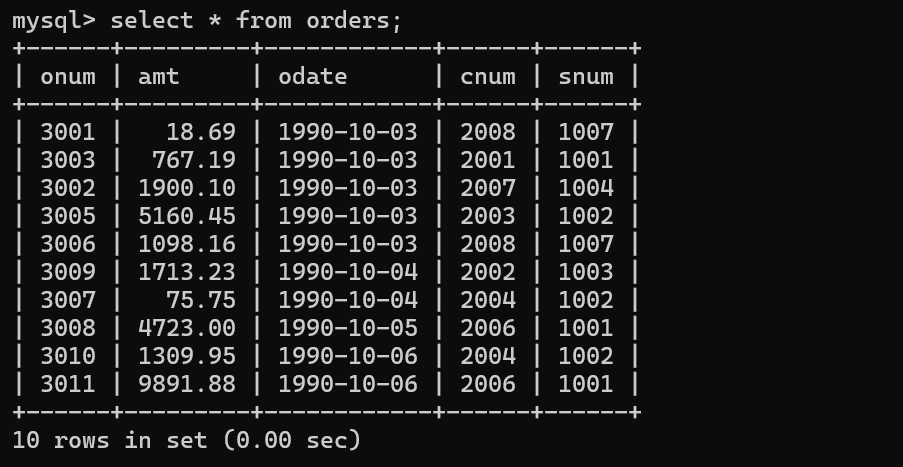 mysql> select * from orders;
+------+---------+------------+------+------+
| onum | amt     | odate      | cnum | snum |
+------+---------+------------+------+------+
| 3001 |   18.69 | 1990-10-03 | 2008 | 1007 |
| 3003 |  767.19 | 1990-10-03 | 2001 | 1001 |
| 3002 | 1900.10 | 1990-10-03 | 2007 | 1004 |
| 3005 | 5160.45 | 1990-10-03 | 2003 | 1002 |
| 3006 | 1098.16 | 1990-10-03 | 2008 | 1007 |
| 3009 | 1713.23 | 1990-10-04 | 2002 | 1003 |
| 3007 |   75.75 | 1990-10-04 | 2004 | 1002 |
| 3008 | 4723.00 | 1990-10-05 | 2006 | 1001 |
| 3010 | 1309.95 | 1990-10-06 | 2004 | 1002 |
| 3011 | 9891.88 | 1990-10-06 | 2006 | 1001 |
+------+---------+------------+------+------+
10 rows in set (0.00 sec)